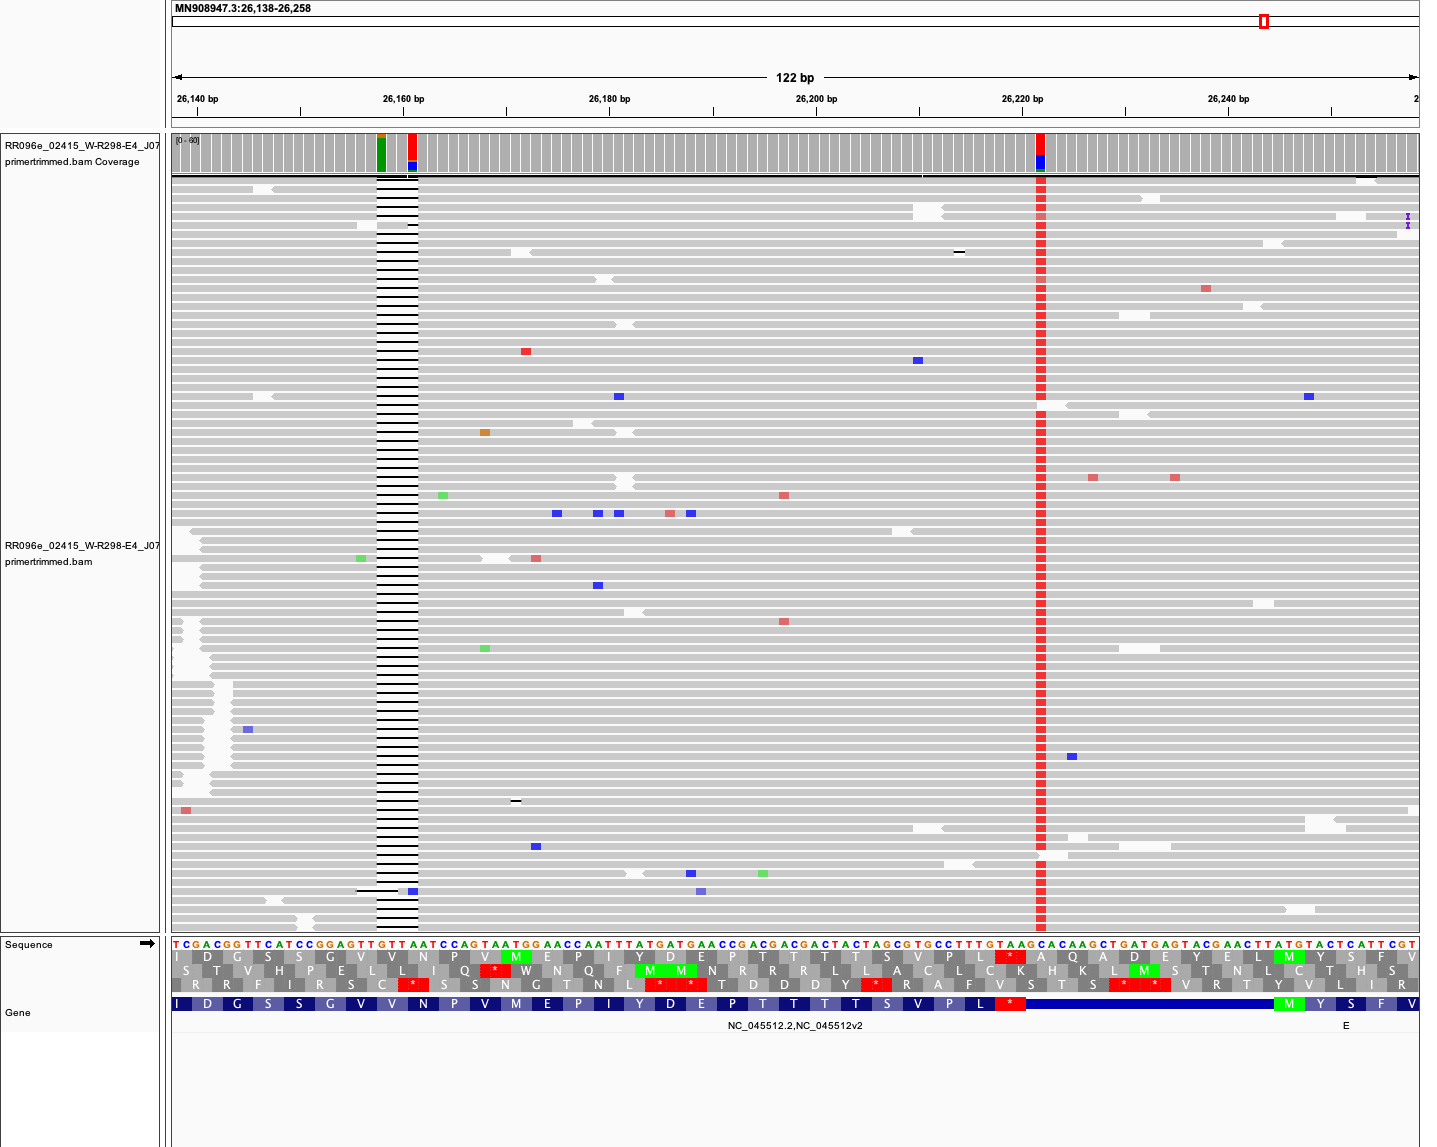 MN908947.3:26,138-26,258
122 bp
26,140 bp 26,160 bp 26,180 bp 26,200 bp 26,220 bp 26,240 bp 2
RR096e_02415_W-R298-E4_J07
primertrimmed.bam Coverage
[0 - 60]
RR096e_02415_W-R298-E4_J07
primertrimmed.bam
Sequence
TCGACGGTTCATCCGGAGTTGTTAATCCAGTAATGGAACCAATTTATGATGAACCGACGACGACTACTAGCGTGCCTTTGTAAGCACAAGCTGATGAGTACGAACTTATGTACTCATTCGT
I D G S S G V V N P V M E P I Y D E P T T T T S V P L * A Q A D E Y E L M Y S F V
S T V H P E L L I Q * W N Q F M M N R R R L L A C L C K H K L M S T N L C T H S
R R F I R S C * S S N G T N L * * T D D D Y * R A F V S T S * * V R T Y V L I R
Gene
I D G S S G V V N P V M E P I Y D E P T T T T S V P L * M Y S F V
NC_045512.2,NC_045512v2 E